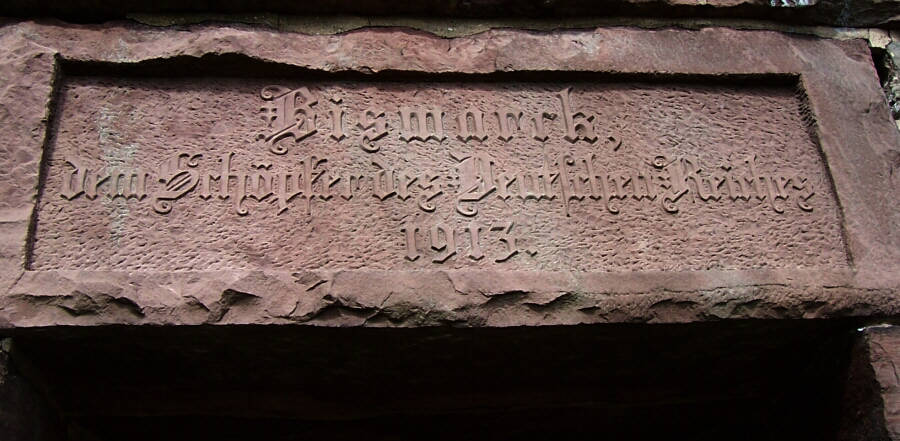 Bismarck,
dem Schöpfer des Deutschen Reiches
1913.